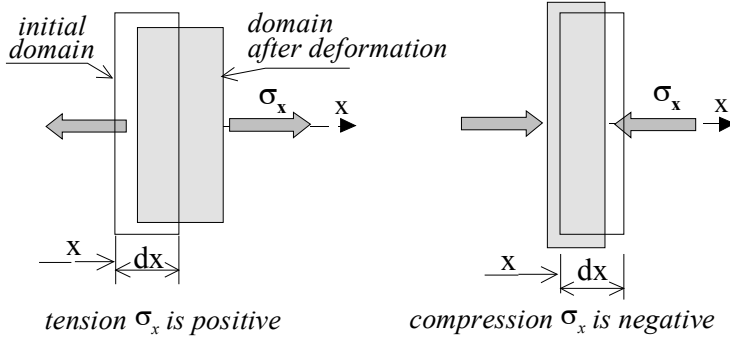 initial
domain
domain
after deformation
σx
x
x
dx
tension σx is positive
σx
x
x
dx
compression σx is negative